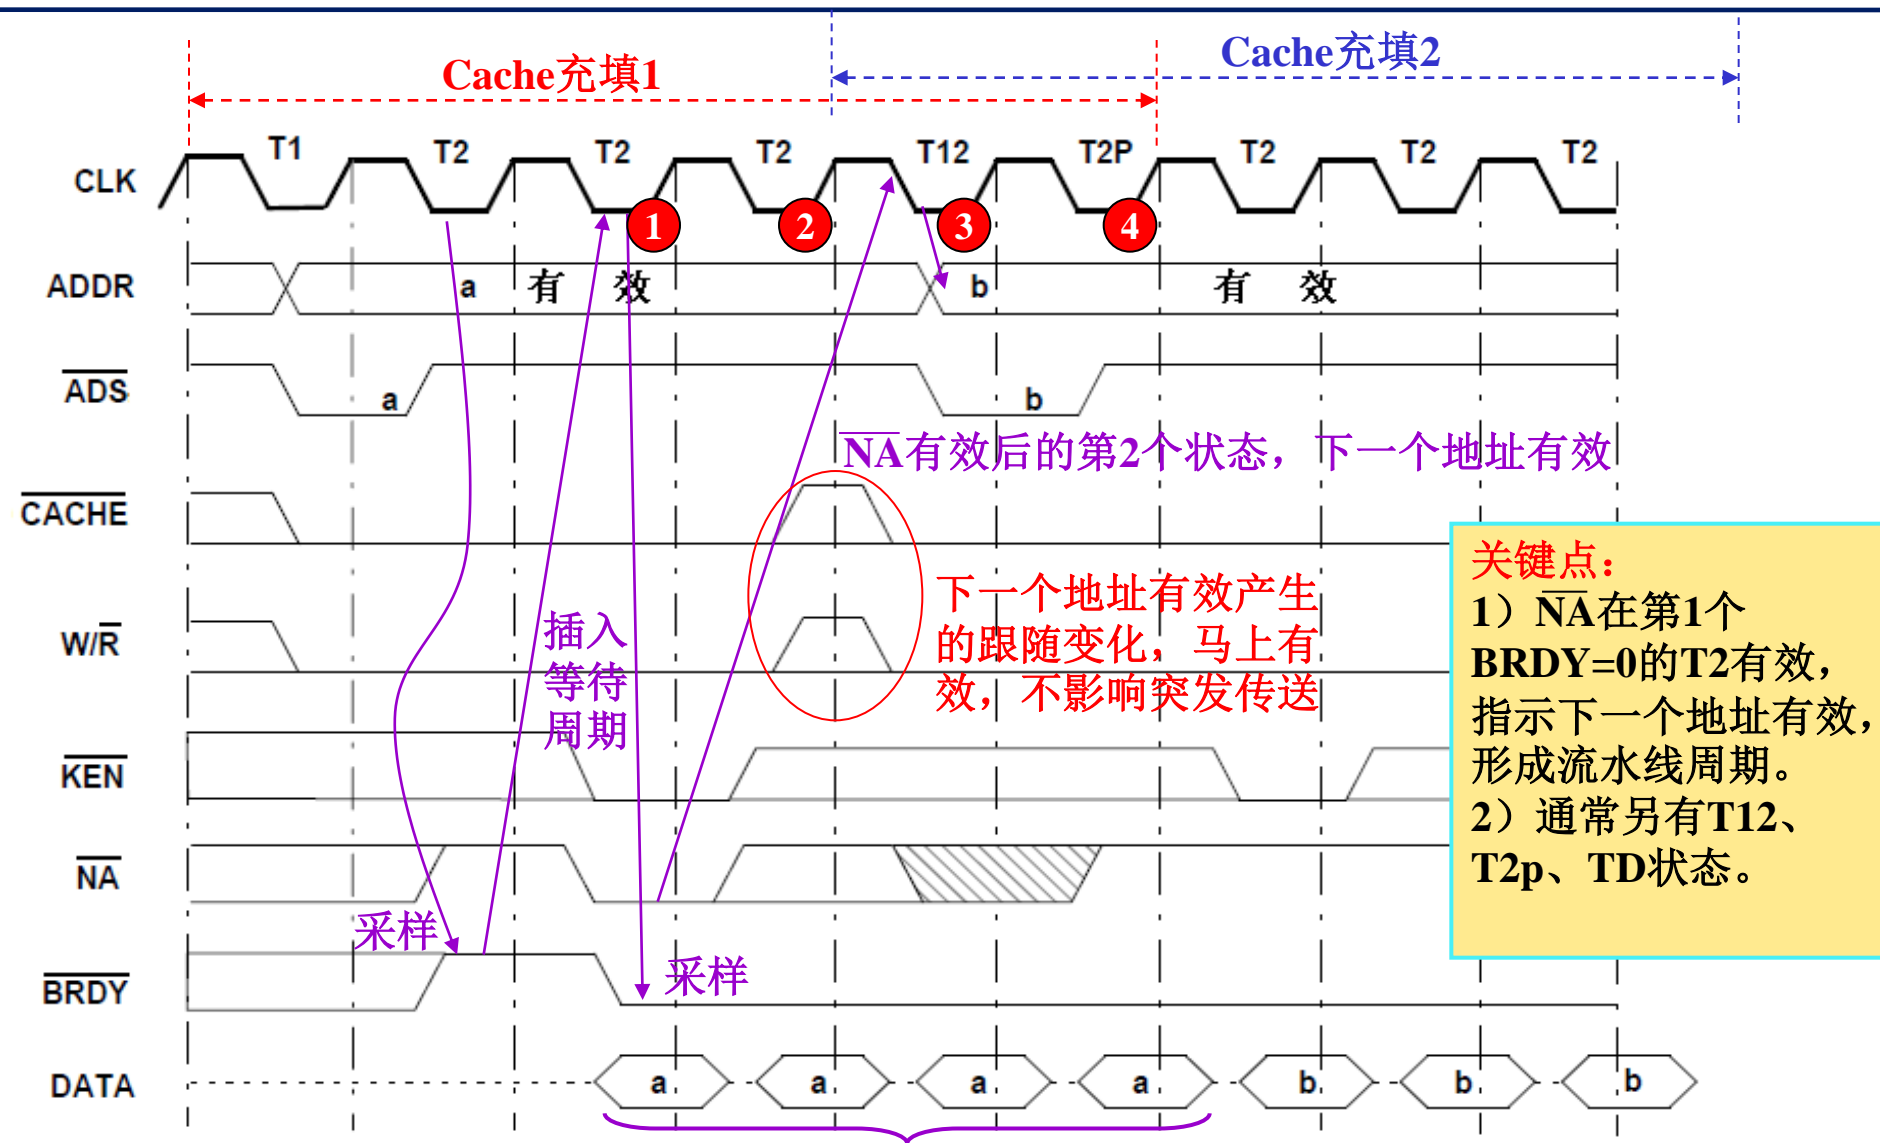 Cache充填1
Cache充填2
T1 T2 T2 T2 T12 T2P T2 T2 T2
CLK
1 2 3 4
ADDR a 有 效 b 有 效
ADS a b
NA有效后的第2个状态，下一个地址有效
CACHE
下一个地址有效产生
的跟随变化，马上有
效，不影响突发传送
W/R
插入
等待
周期
KEN
NA
采样
采样
BRDY
DATA a a a a b b b
关键点：
1）NA在第1个
BRDY=0的T2有效，
指示下一个地址有效，
形成流水线周期。
2）通常另有T12、
T2p、TD状态。